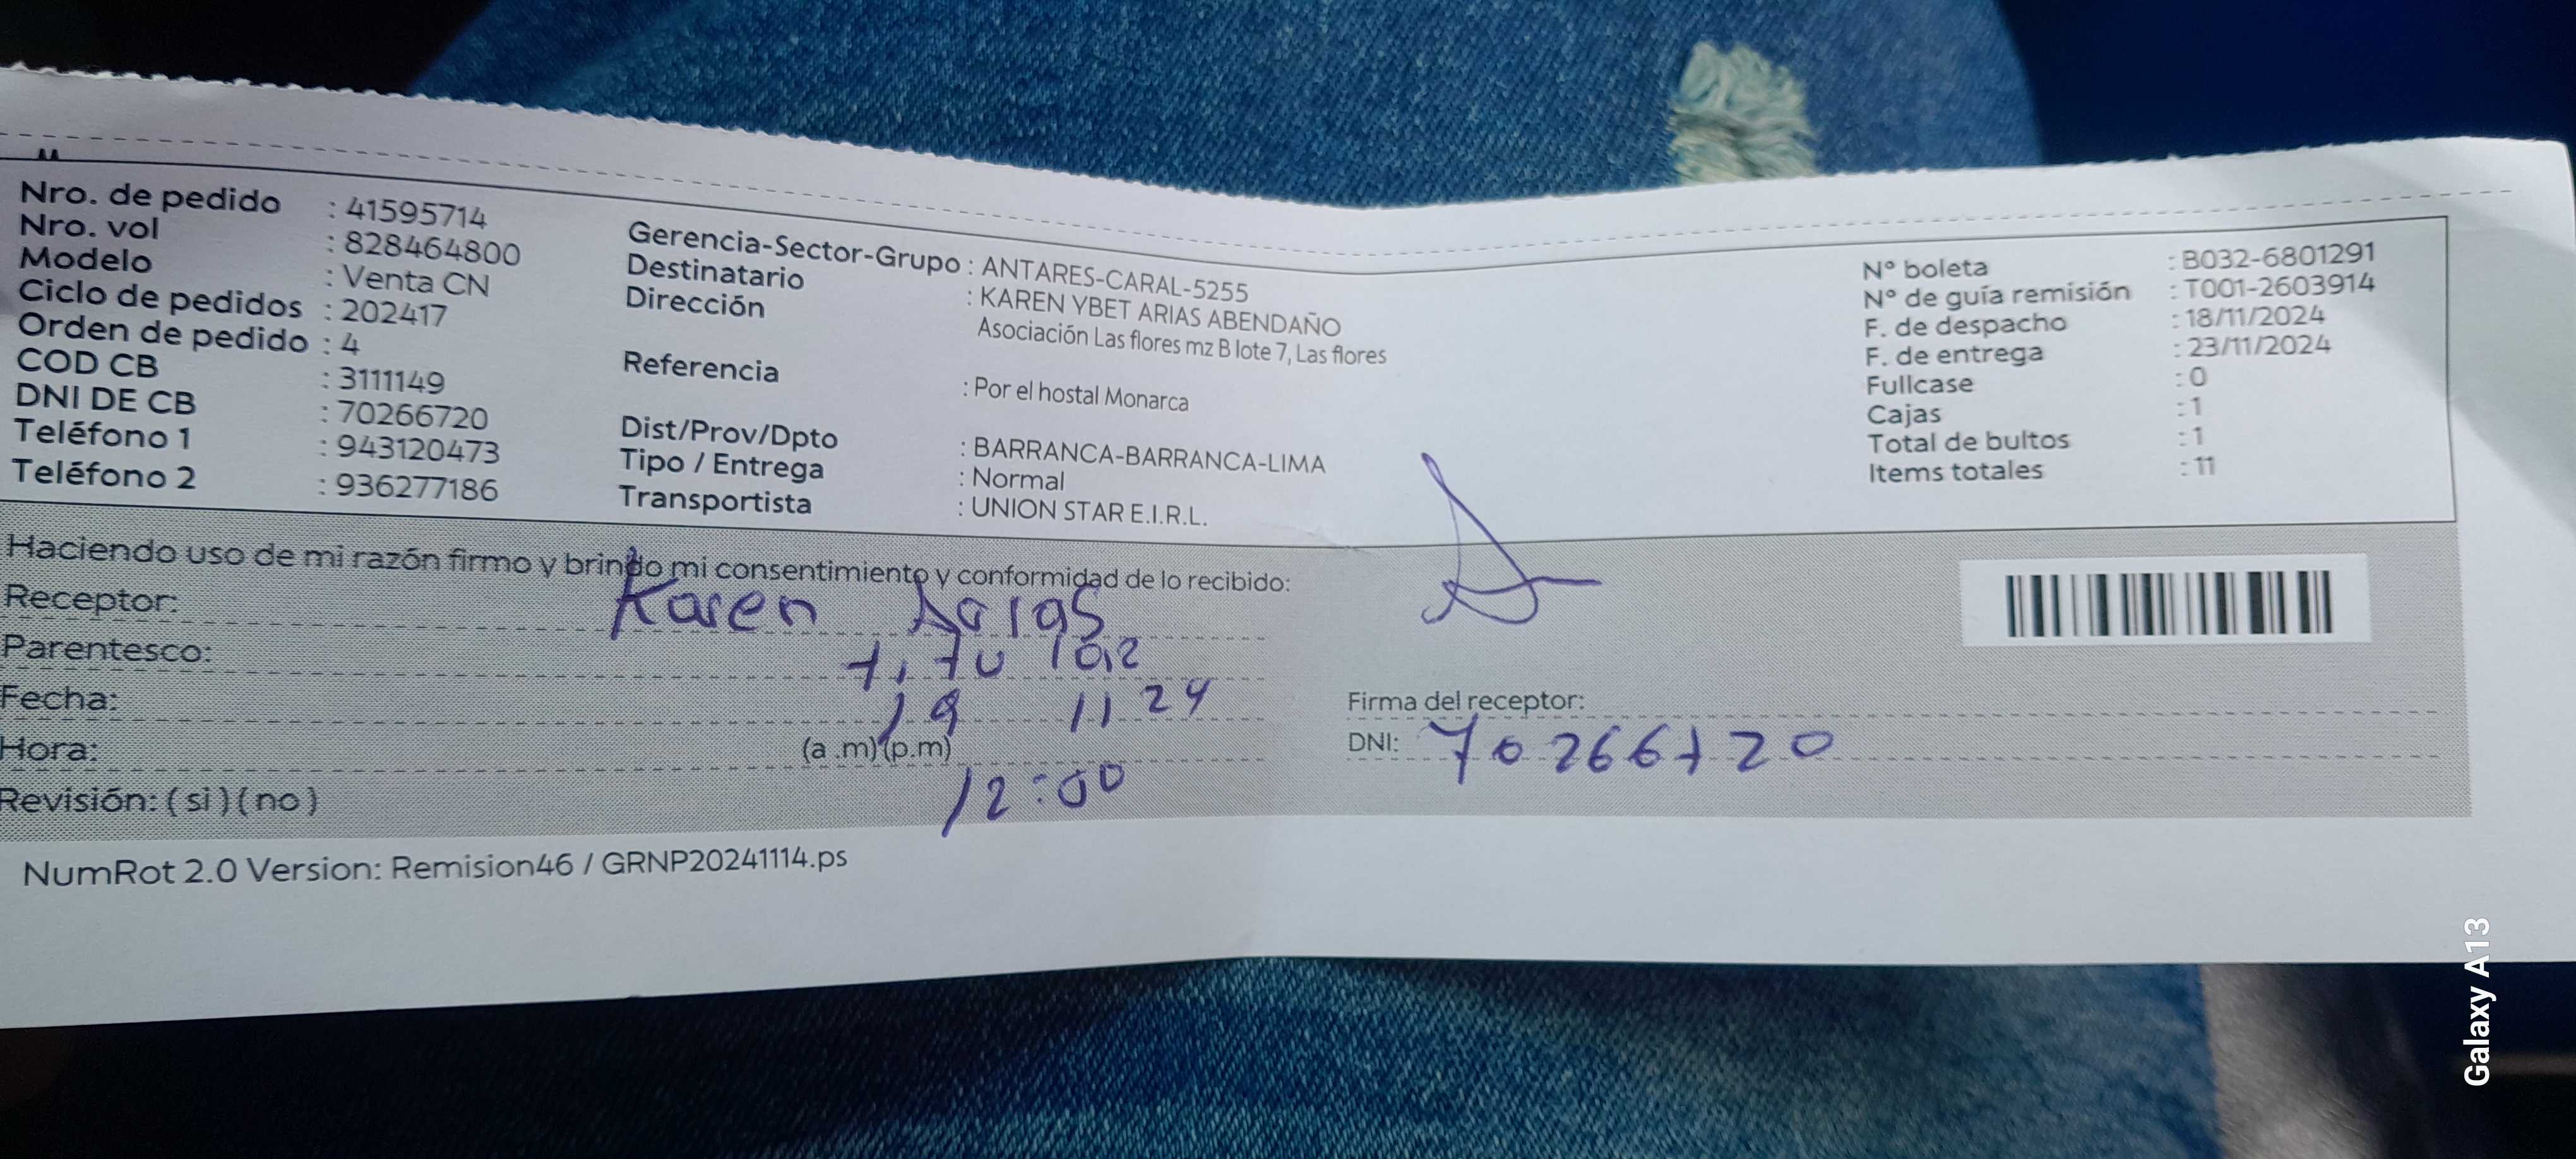 Nro. de pedido : 41595714
Nro. vol : 828464800
Modelo : Venta CN
Ciclo de pedidos : 202417
Orden de pedido : 4
COD CB : 3111149
DNI DE CB : 70266720
Teléfono 1 : 943120473
Teléfono 2 : 936277186
Gerencia-Sector-Grupo : ANTARES-CARAL-5255
Destinatario : KAREN YBET ARIAS ABENDAÑO
Dirección Asociación Las flores mz B lote 7, Las flores
Referencia : Por el hostal Monarca
Dist/Prov/Dpto : BARRANCA-BARRANCA-LIMA
Tipo / Entrega : Normal
Transportista : UNION STAR E.I.R.L.
N° boleta : B032-6801291
N° de guía remisión : T001-2603914
F. de despacho : 18/11/2024
F. de entrega : 23/11/2024
Fullcase : 0
Cajas : 1
Total de bultos : 1
Items totales : 11
Haciendo uso de mi razón firmo y brindo mi consentimiento y conformidad de lo recibido:
Receptor: Karen Arias
Parentesco:
Fecha: 19 11 24
Hora: (a.m)(p.m) 12:00
Revisión: (si)(no)
Firma del receptor:
DNI: 70266720
NumRot 2.0 Version: Remision46 / GRNP20241114.ps
Galaxy A13